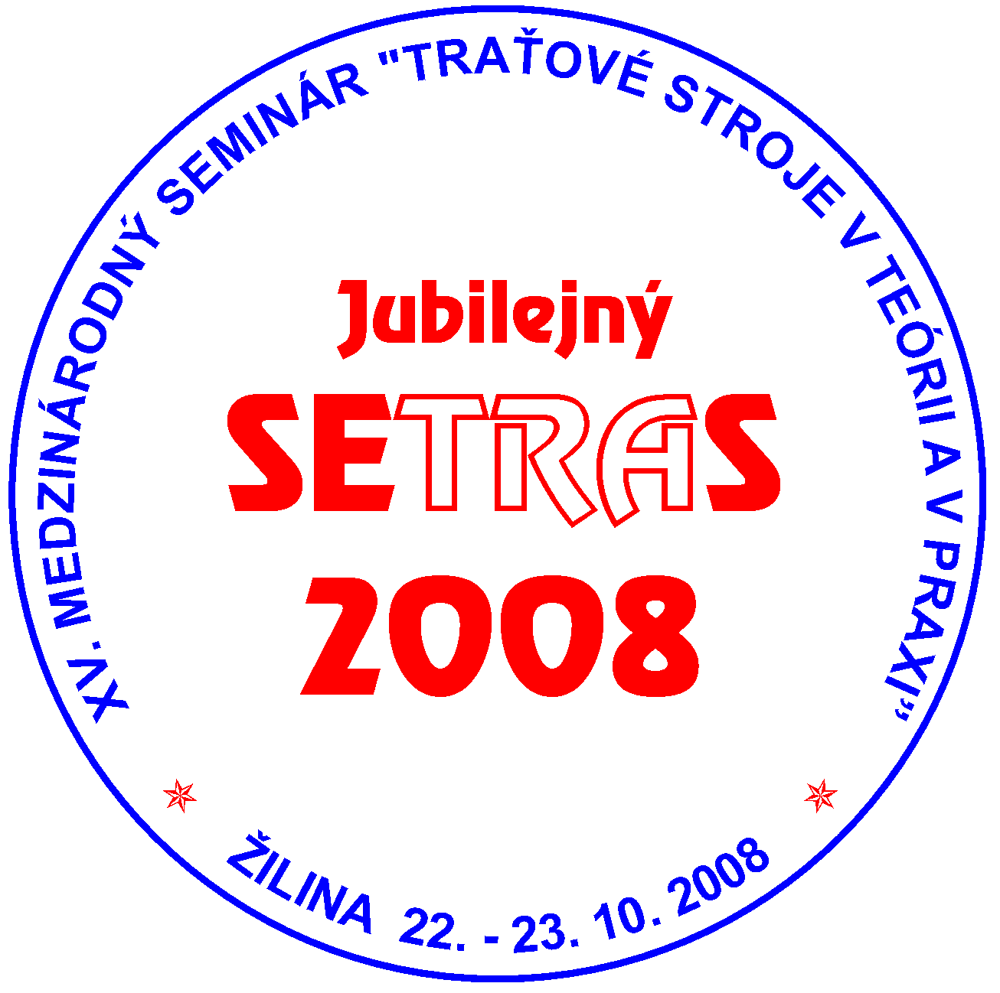 XV. MEDZINÁRODNÝ SEMINÁR "TRAŤOVÉ STROJE V TEÓRII A V PRAXI”
Jubilejný
SETRAS
2008
ŽILINA 22. - 23. 10. 2008